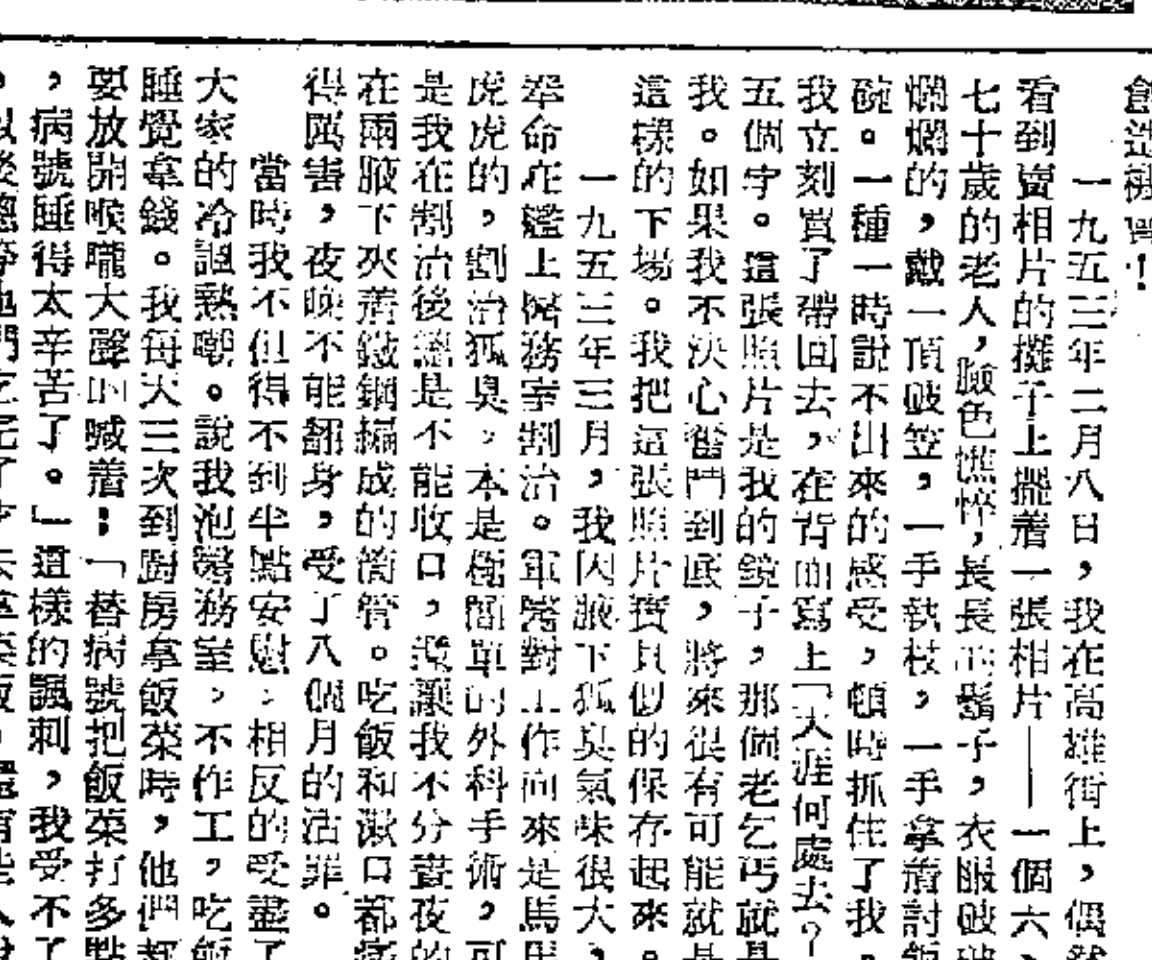 創造機會！
一九五三年二月八日，我在高雄街上，偶然
看到賣相片的攤子上擺着一張相片——一個六、
七十歲的老人，臉色憔悴，長長的鬍子，衣服破破
爛爛的，戴一頂破笠，一手執枝，一手拿着討飯
碗。一種一時說不出來的感受，頓時抓住了我。
我立刻買了帶回去，在背面寫上「天涯何處去？
五個字。這張照片是我的鏡子，那個老乞丐就是
我。如果我不決心奮鬥到底，將來很有可能就是
這樣的下場。我把這張照片寶貝似的保存起來。
一九五三年三月，我因腋下狐臭氣味很大，
奉命在艦上醫務室割治。軍醫對工作向來是馬馬
虎虎的，割治狐臭，本是極簡單的外科手術，可
是我在割治後總是不能收口，還讓我不分晝夜的
在兩腋下夾着鐵鋼編成的筒管。吃飯和漱口都痛
得厲害，夜晚不能翻身，受了八個月的活罪。
當時我不但得不到半點安慰，相反的受盡了
大家的冷諷熱嘲。說我泡醫務室，不作工，吃飯
睡覺拿錢。我每天三次到廚房拿飯菜時，他們都
要放開喉嚨大聲的喊着：「替病號把飯菜打多點
，病號睡得太辛苦了。」這樣的諷刺，我受不了